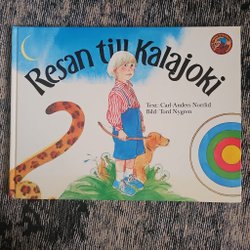 Resan till Kalajoki
Text: Carl-Anders Norrlid
Bild: Tord Nygren